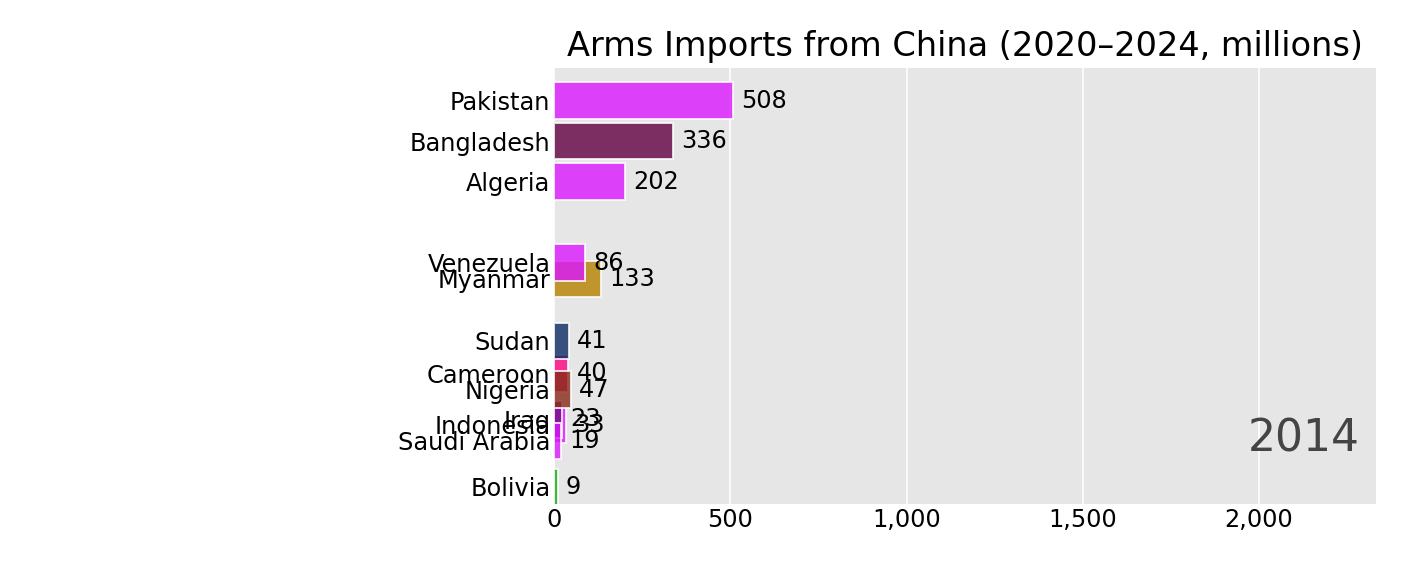 Arms Imports from China (2020–2024, millions)
Pakistan 508
Bangladesh 336
Algeria 202
Venezuela 86
Myanmar 133
Sudan 41
Cameroon 40
Nigeria 47
Iraq 23
Indonesia 33
Saudi Arabia 19
2014
Bolivia 9
0 500 1,000 1,500 2,000